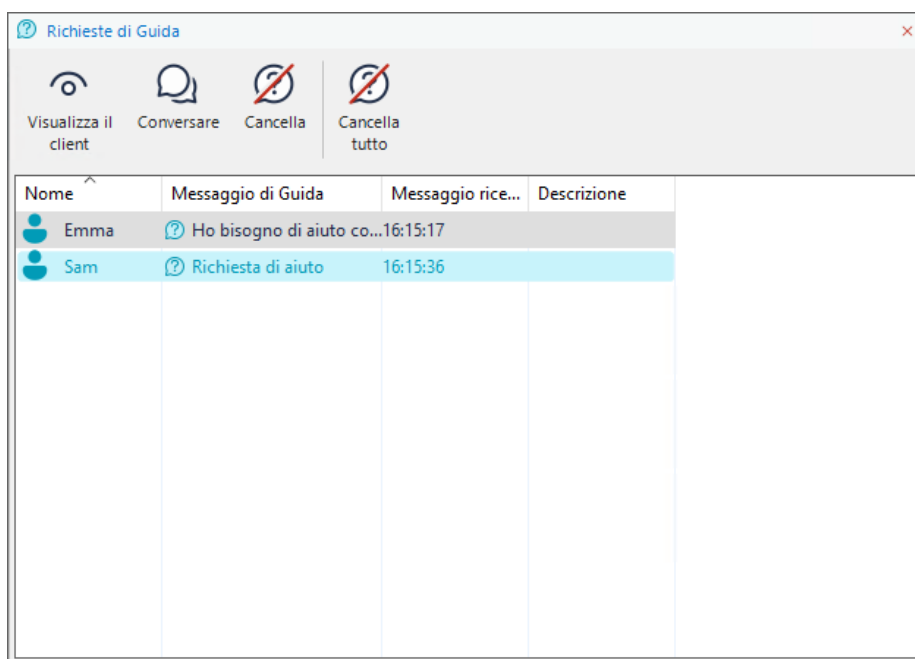 Richieste di Guida
Visualizza il
client
Conversare
Cancella
Cancella
tutto
Nome Messaggio di Guida Messaggio rice... Descrizione
Emma Ho bisogno di aiuto co...16:15:17
Sam Richiesta di aiuto 16:15:36